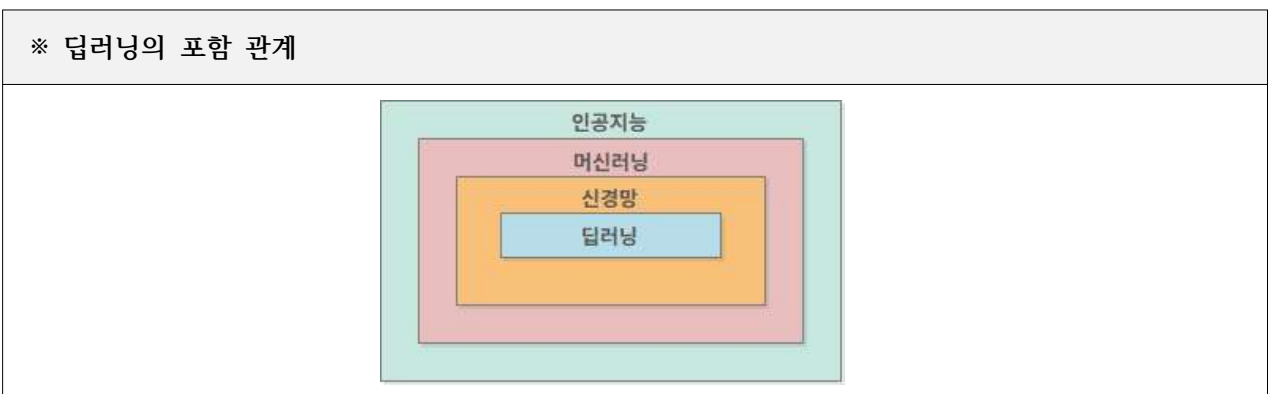 ※ 딥러닝의 포함 관계
인공지능
머신러닝
신경망
딥러닝